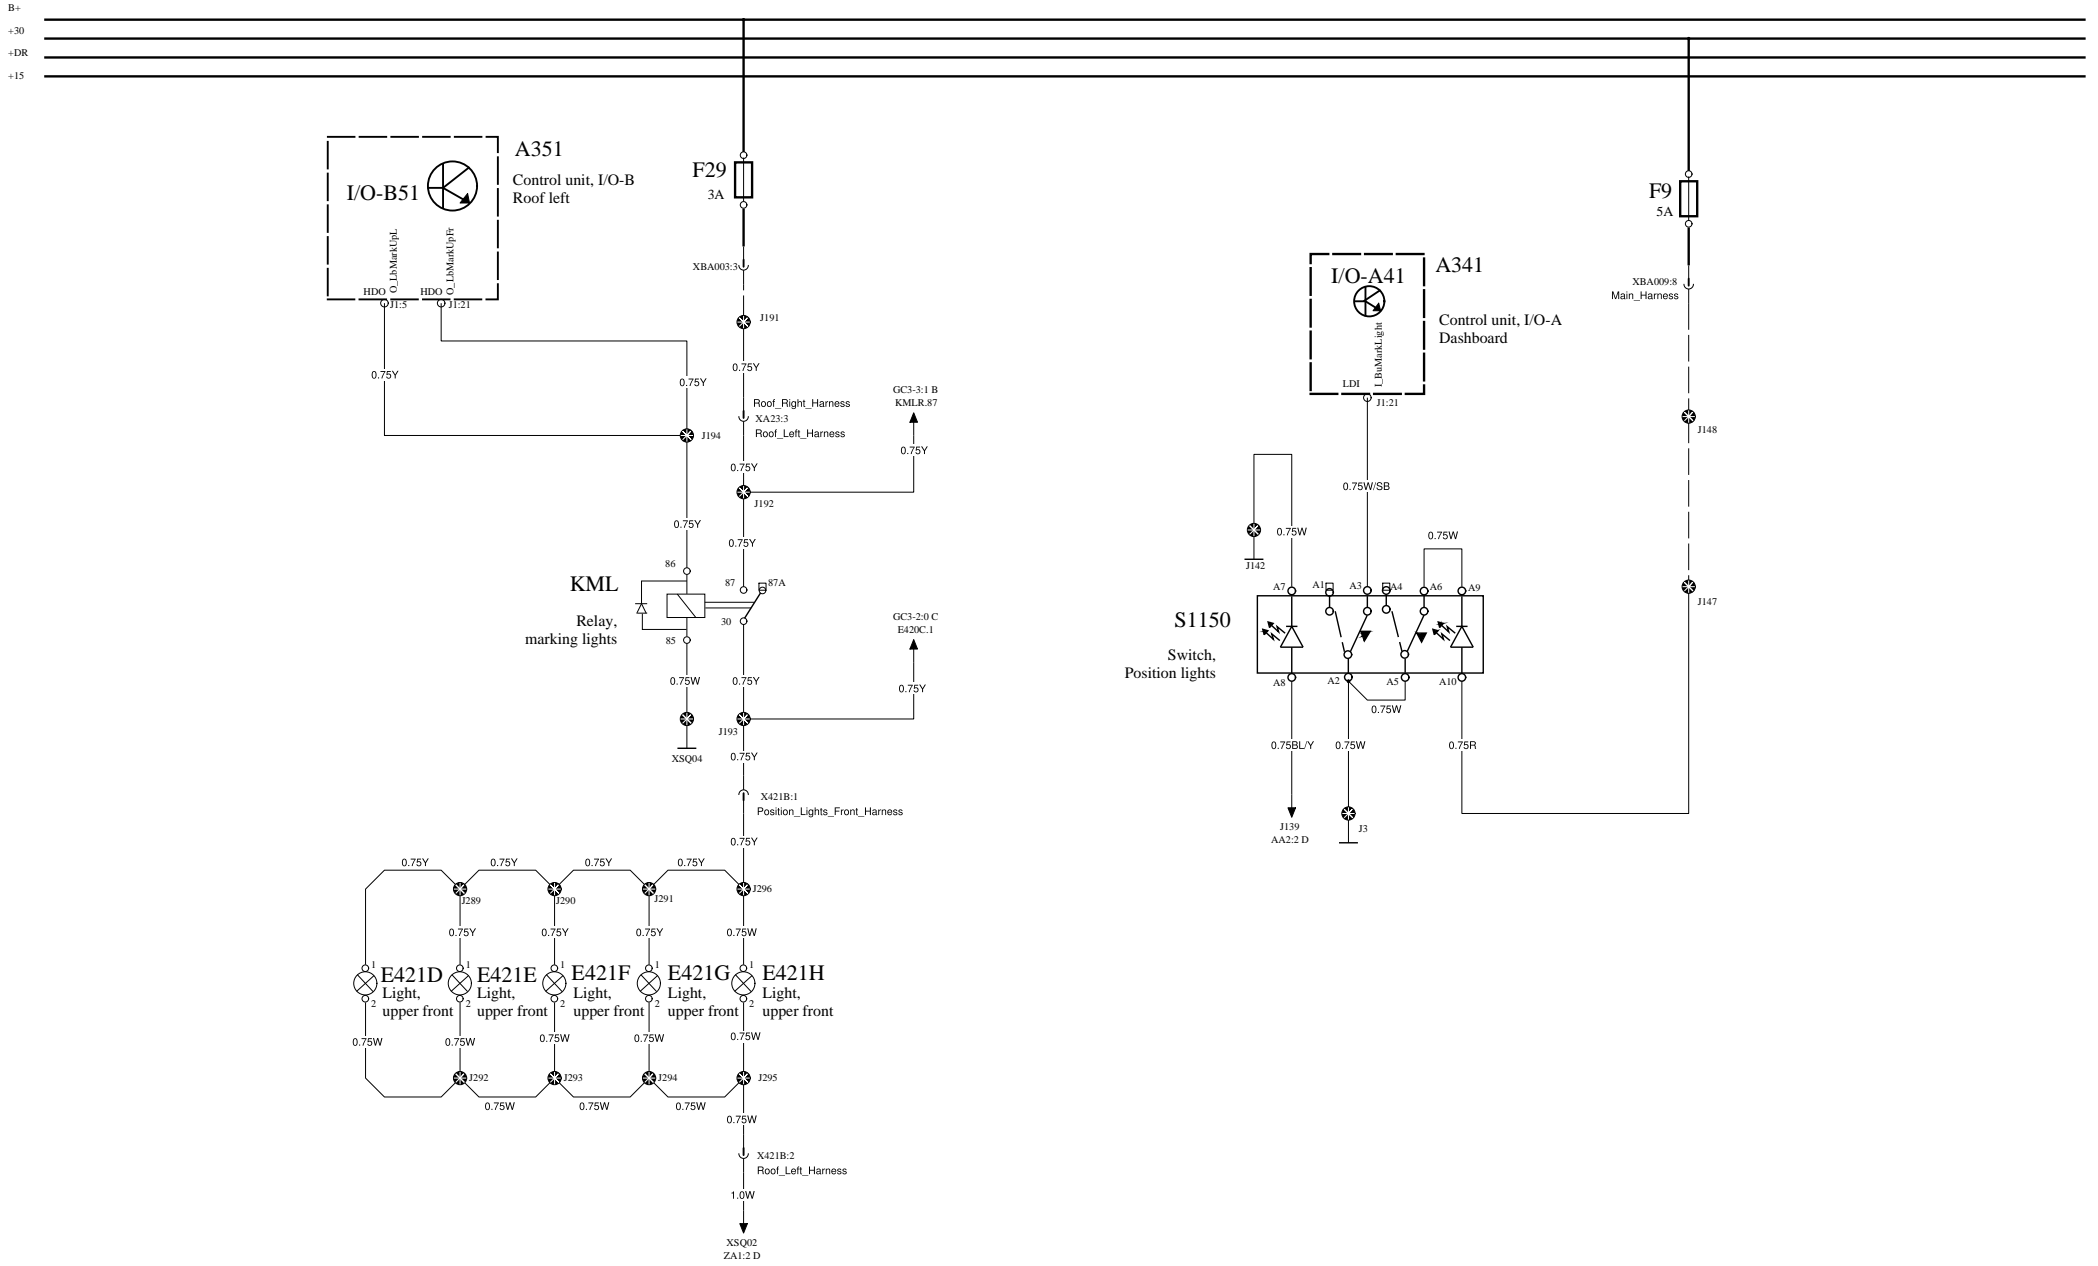 B+
+30
+DR
+15
A351
Control unit, I/O-B
Roof left
I/O-B51
O_LbMarkUpL
O_LbMarkUpFr
HDO
HDO
J1:5
J1:21
0.75Y
0.75Y
J194
0.75Y
F29
3A
XBA003:3
J191
0.75Y
Roof_Right_Harness
XA23:3
Roof_Left_Harness
0.75Y
J192
0.75Y
GC3-3:1 B
KMLR.87
0.75Y
KML
Relay,
marking lights
86
85
87
87A
30
0.75W
XSQ04
0.75Y
J193
GC3-2:0 C
E420C.1
0.75Y
0.75Y
X421B:1
Position_Lights_Front_Harness
0.75Y
0.75Y
0.75Y
0.75Y
0.75Y
J289
J290
J291
J296
0.75Y
0.75Y
0.75Y
0.75W
1
1
1
1
1
E421D
Light,
upper front
E421E
Light,
upper front
E421F
Light,
upper front
E421G
Light,
upper front
E421H
Light,
upper front
2
2
2
2
2
0.75W
0.75W
0.75W
0.75W
0.75W
J292
J293
J294
J295
0.75W
0.75W
0.75W
0.75W
X421B:2
Roof_Left_Harness
1.0W
XSQ02
ZA1:2 D
A341
I/O-A41
Control unit, I/O-A
Dashboard
I_BuMarkLight
LDI
J1:21
0.75W/SB
0.75W
J142
0.75W
A7
A1
A3
A4
A6
A9
S1150
Switch,
Position lights
A8
A2
A5
A10
0.75W
0.75BL/Y
0.75W
0.75R
J139
AA2:2 D
J3
F9
5A
XBA009:8
Main_Harness
J148
J147